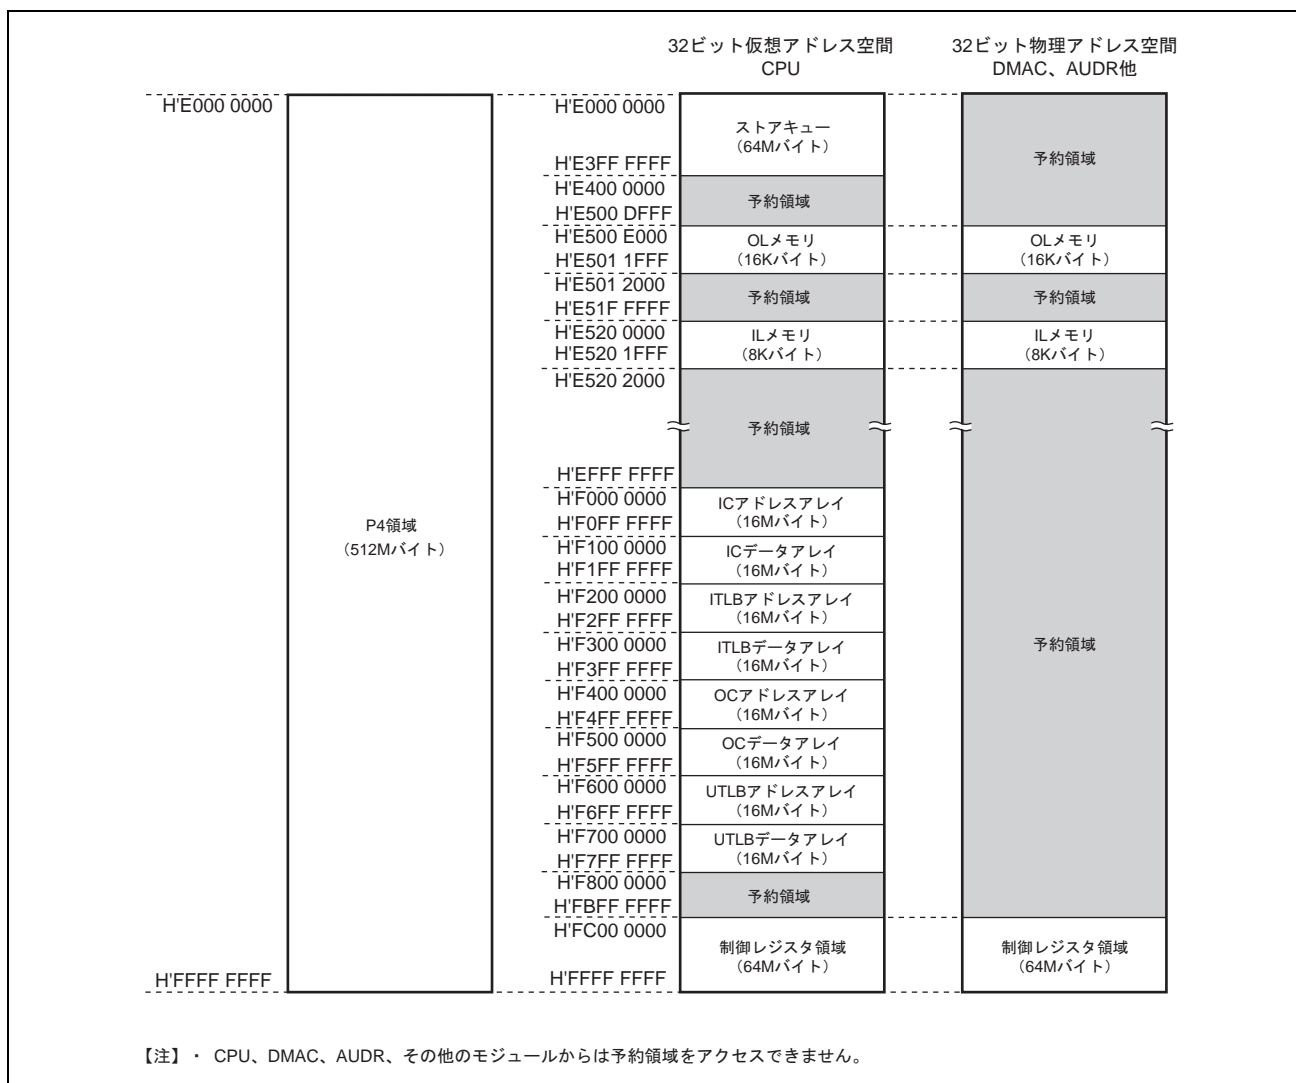 32ビット仮想アドレス空間 32ビット物理アドレス空間
CPU DMAC、AUDR他
H'E000 0000 H'E000 0000
ストアキュー
(64Mバイト)
予約領域
H'E3FF FFFF
H'E400 0000
予約領域
H'E500 DFFF
H'E500 E000 OLメモリ OLメモリ
H'E501 1FFF (16Kバイト) (16Kバイト)
H'E501 2000
予約領域 予約領域
H'E51F FFFF
H'E520 0000 ILメモリ ILメモリ
H'E520 1FFF (8Kバイト) (8Kバイト)
H'E520 2000
予約領域
H'EFFF FFFF
H'F000 0000 ICアドレスアレイ
P4領域 H'F0FF FFFF (16Mバイト)
(512Mバイト) H'F100 0000 ICデータアレイ
H'F1FF FFFF (16Mバイト)
H'F200 0000 ITLBアドレスアレイ
H'F2FF FFFF (16Mバイト)
H'F300 0000 ITLBデータアレイ 予約領域
H'F3FF FFFF (16Mバイト)
H'F400 0000 OCアドレスアレイ
H'F4FF FFFF (16Mバイト)
H'F500 0000 OCデータアレイ
H'F5FF FFFF (16Mバイト)
H'F600 0000 UTLBアドレスアレイ
H'F6FF FFFF (16Mバイト)
H'F700 0000 UTLBデータアレイ
H'F7FF FFFF (16Mバイト)
H'F800 0000
予約領域
H'FBFF FFFF
H'FC00 0000
制御レジスタ領域 制御レジスタ領域
(64Mバイト) (64Mバイト)
H'FFFF FFFF H'FFFF FFFF
【注】・ CPU、DMAC、AUDR、その他のモジュールからは予約領域をアクセスできません。